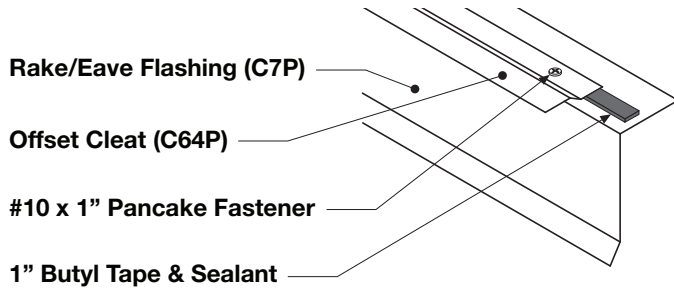 Rake/Eave Flashing (C7P)
Offset Cleat (C64P)
#10 x 1” Pancake Fastener
1” Butyl Tape & Sealant